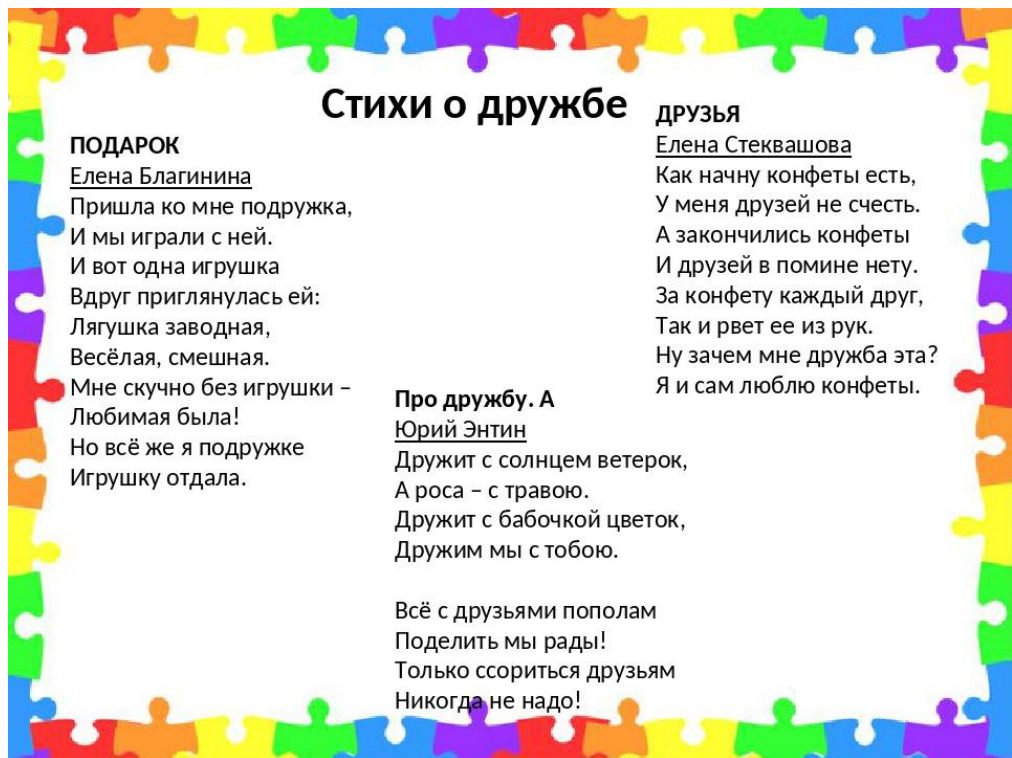 Стихи о дружбе
ПОДАРОК
Елена Благинина
Пришла ко мне подружка,
И мы играли с ней.
И вот одна игрушка
Вдруг приглянулась ей:
Лягушка заводная,
Весёлая, смешная.
Мне скучно без игрушки –
Любимая была!
Но всё же я подружке
Игрушку отдала.
Про дружбу. А
Юрий Энтин
Дружит с солнцем ветерок,
А роса – с травою.
Дружит с бабочкой цветок,
Дружим мы с тобою.
Всё с друзьями пополам
Поделить мы рады!
Только ссориться друзьям
Никогда не надо!
ДРУЗЬЯ
Елена Стеквашова
Как начну конфеты есть,
У меня друзей не счесть.
А закончились конфеты
И друзей в помине нету.
За конфету каждый друг,
Так и рвет ее из рук.
Ну зачем мне дружба эта?
Я и сам люблю конфеты.